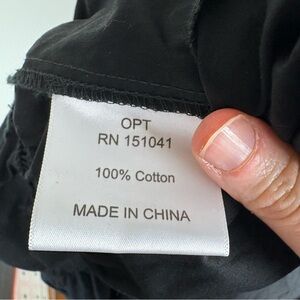 OPT
RN 151041
100% Cotton
MADE IN CHINA